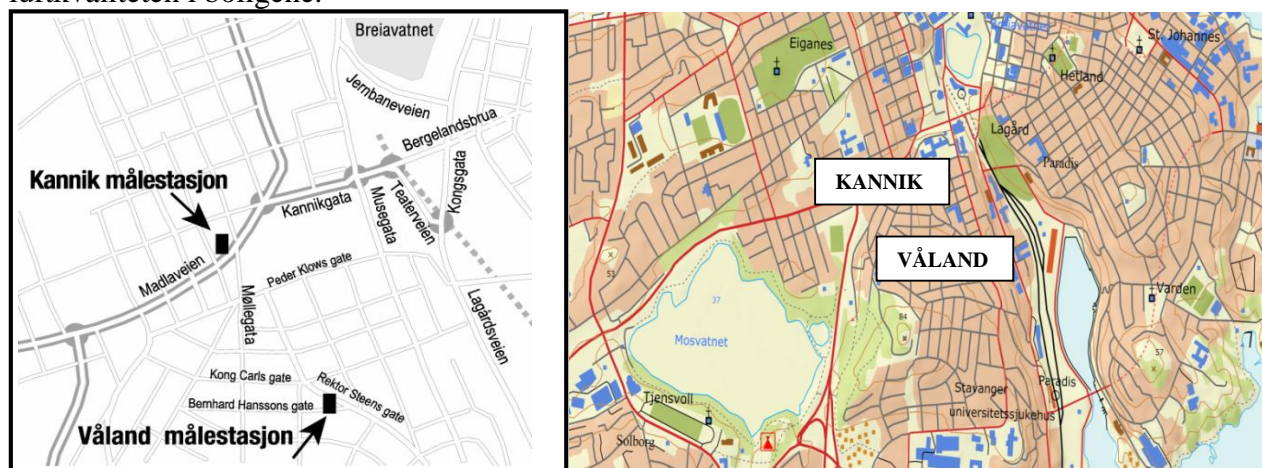 luftkvaliteten i boligene.
Breiavatnet
Jernbaneveien
Bergelandsbrua
Kannik målestasjon
Kannikgata
Musegata
Teaterveien
Kongsgata
Madlaveien
Peder Klows gate
Møllegata
Lagårdsveien
Kong Carls gate
Rektor Steens gate
Bernhard Hanssons gate
Våland målestasjon
Breiavatnet
Eiganes
St. Johannes
Hetland
Lagård
Paradis
KANNIK
VÅLAND
53
37
84
Mosvatnet
Varden
57
Tjensvoll
Stavanger
universitetssjukehus
Paradis
Solborg